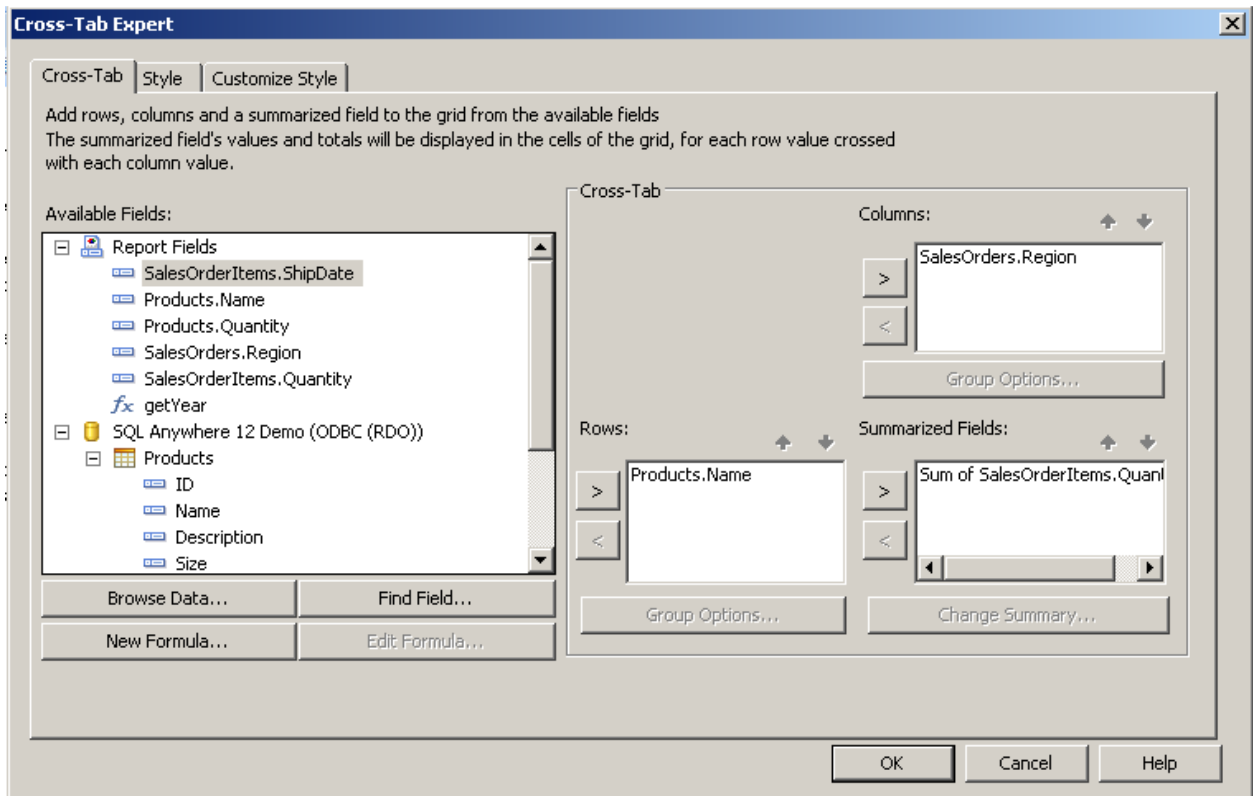 Cross-Tab Expert
Cross-Tab
Style
Customize Style
Add rows, columns and a summarized field to the grid from the available fields
The summarized field's values and totals will be displayed in the cells of the grid, for each row value crossed
with each column value.
Available Fields:
Report Fields
SalesOrderItems.ShipDate
Products.Name
Products.Quantity
SalesOrders.Region
SalesOrderItems.Quantity
fx getYear
SQL Anywhere 12 Demo (ODBC (RDO))
Products
ID
Name
Description
Size
Browse Data...
Find Field...
New Formula...
Edit Formula...
Cross-Tab
Columns:
SalesOrders.Region
>
<
Group Options...
Rows:
Products.Name
>
<
Group Options...
Summarized Fields:
Sum of SalesOrderItems.Quant
>
<
Change Summary...
OK
Cancel
Help